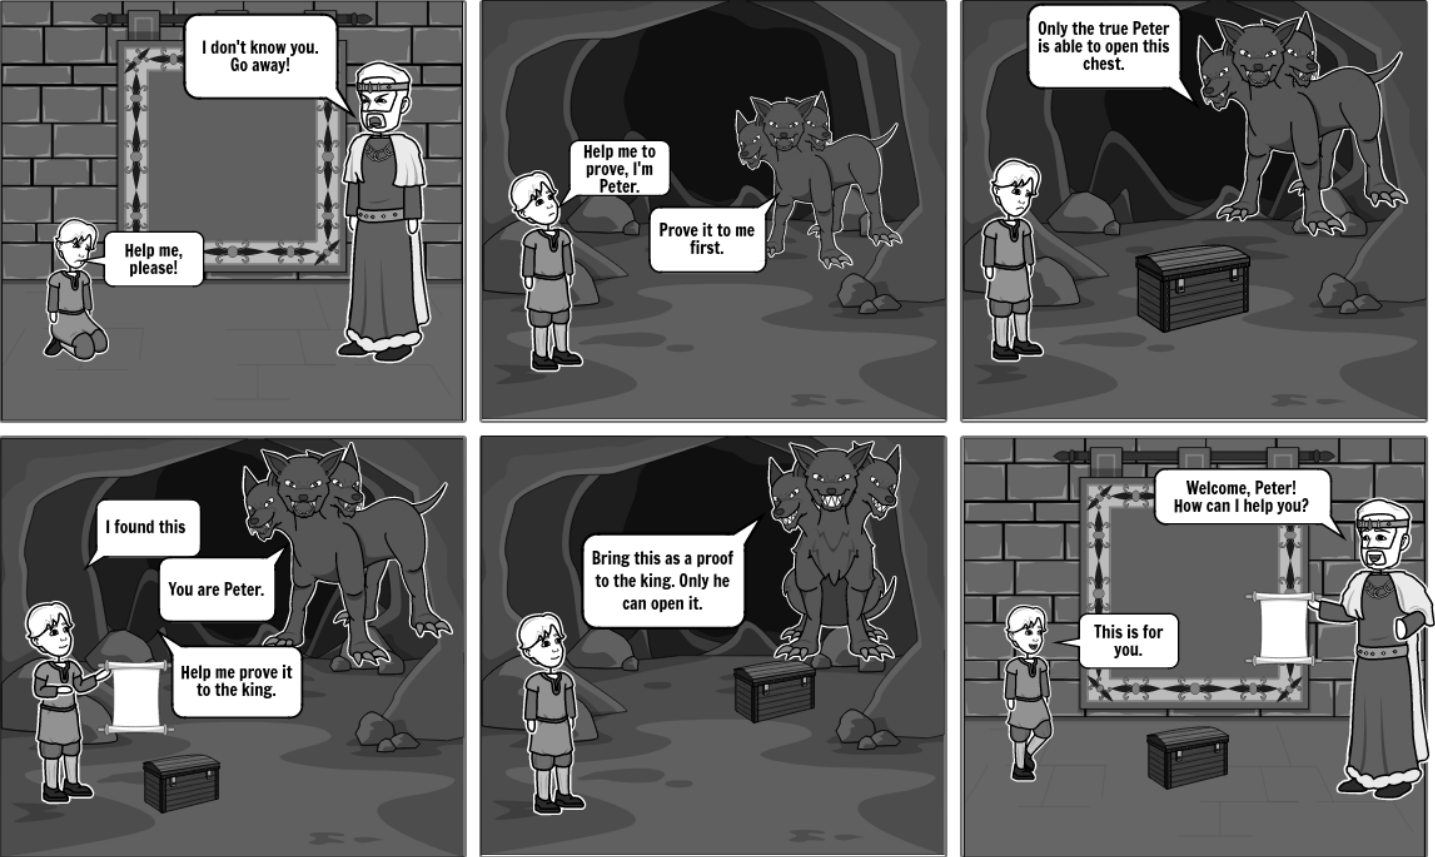 I don't know you.
Go away!
Help me,
please!
Help me to
prove, I'm
Peter.
Prove it to me
first.
Only the true Peter
is able to open this
chest.
I found this
You are Peter.
Help me prove it
to the king.
Bring this as a proof
to the king. Only he
can open it.
Welcome, Peter!
How can I help you?
This is for
you.